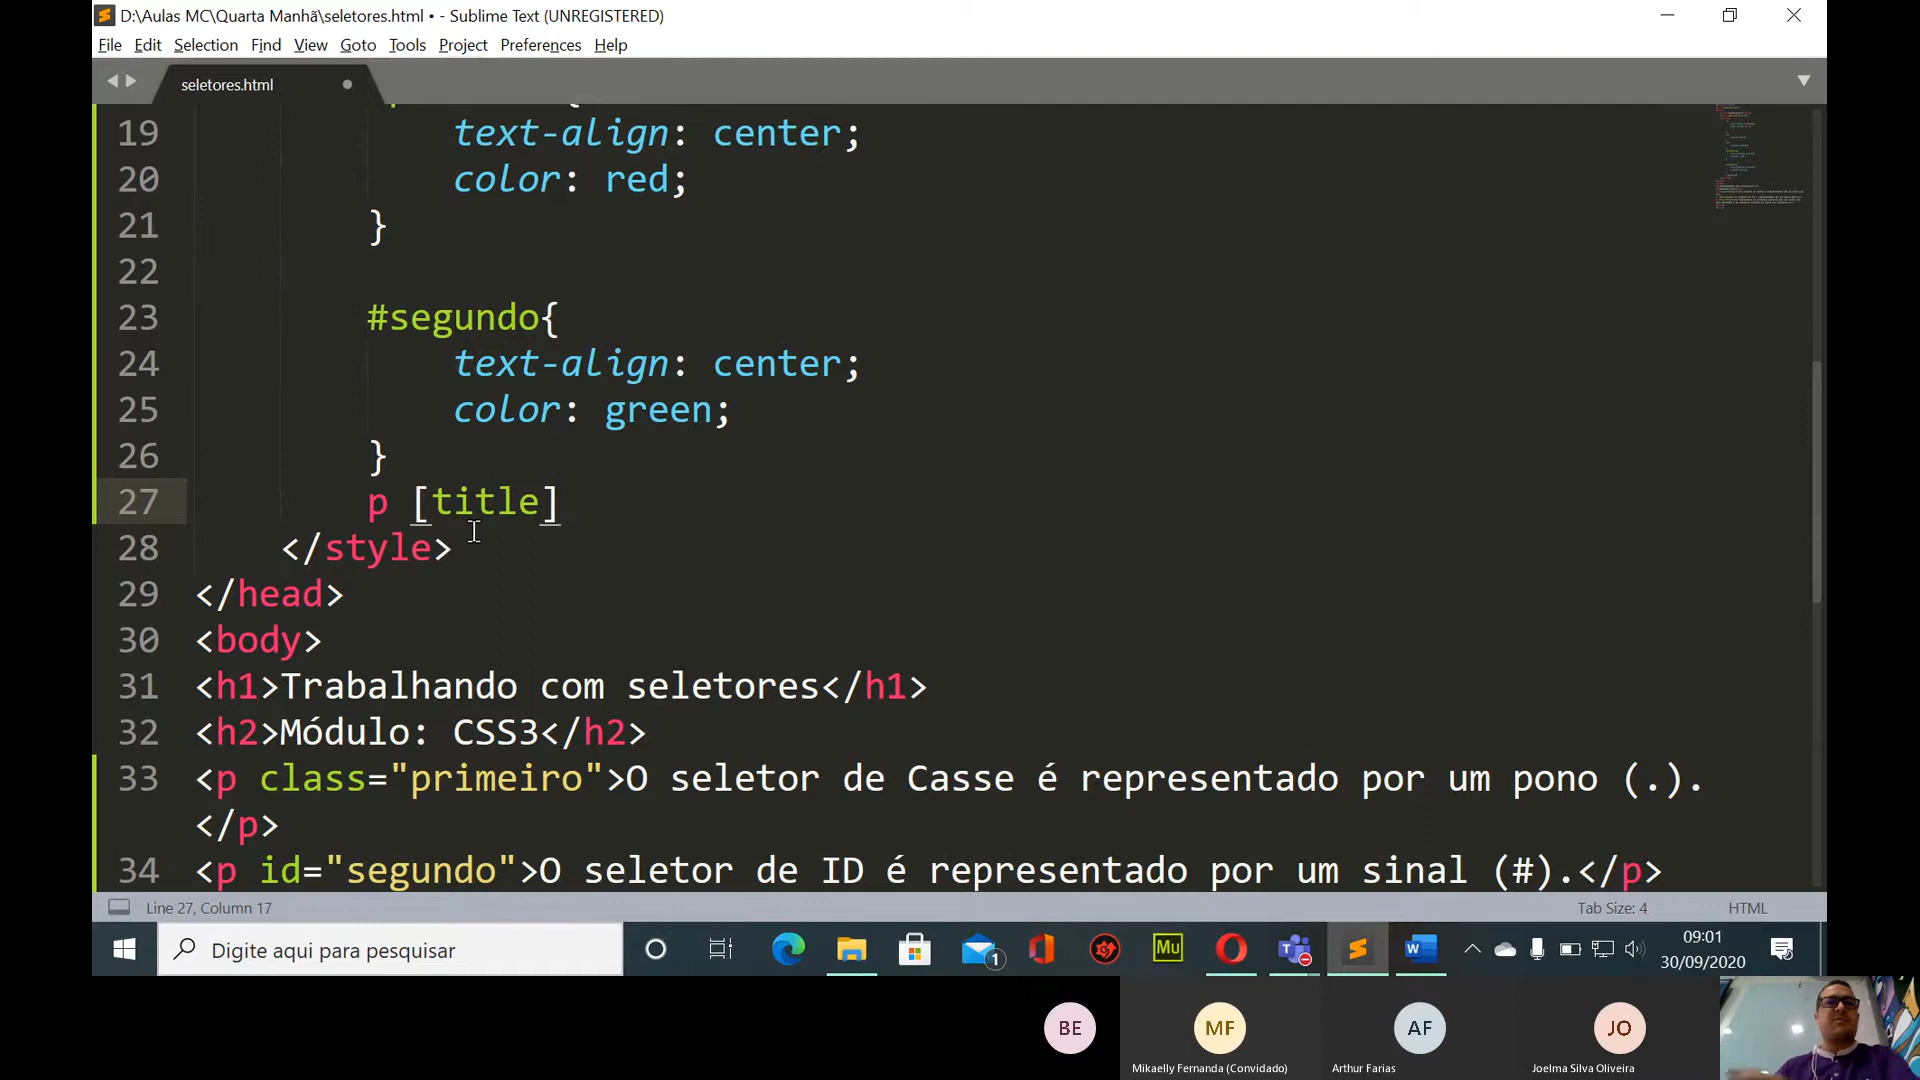 D:\Aulas MC\Quarta Manhã\seletores.html • - Sublime Text (UNREGISTERED)
File Edit Selection Find View Goto Tools Project Preferences Help
seletores.html
19 text-align: center;
20 color: red;
21 }
22
23 #segundo{
24 text-align: center;
25 color: green;
26 }
27 p [title]
28 </style>
29 </head>
30 <body>
31 <h1>Trabalhando com seletores</h1>
32 <h2>Módulo: CSS3</h2>
33 <p class="primeiro">O seletor de Casse é representado por um pono (.).
</p>
34 <p id="segundo">O seletor de ID é representado por um sinal (#).</p>
Line 27, Column 17
Tab Size: 4
HTML
Digite aqui para pesquisar
1
Mu
W
09:01
30/09/2020
BE
MF
AF
JO
Mikaelly Fernanda (Convidado)
Arthur Farias
Joelma Silva Oliveira